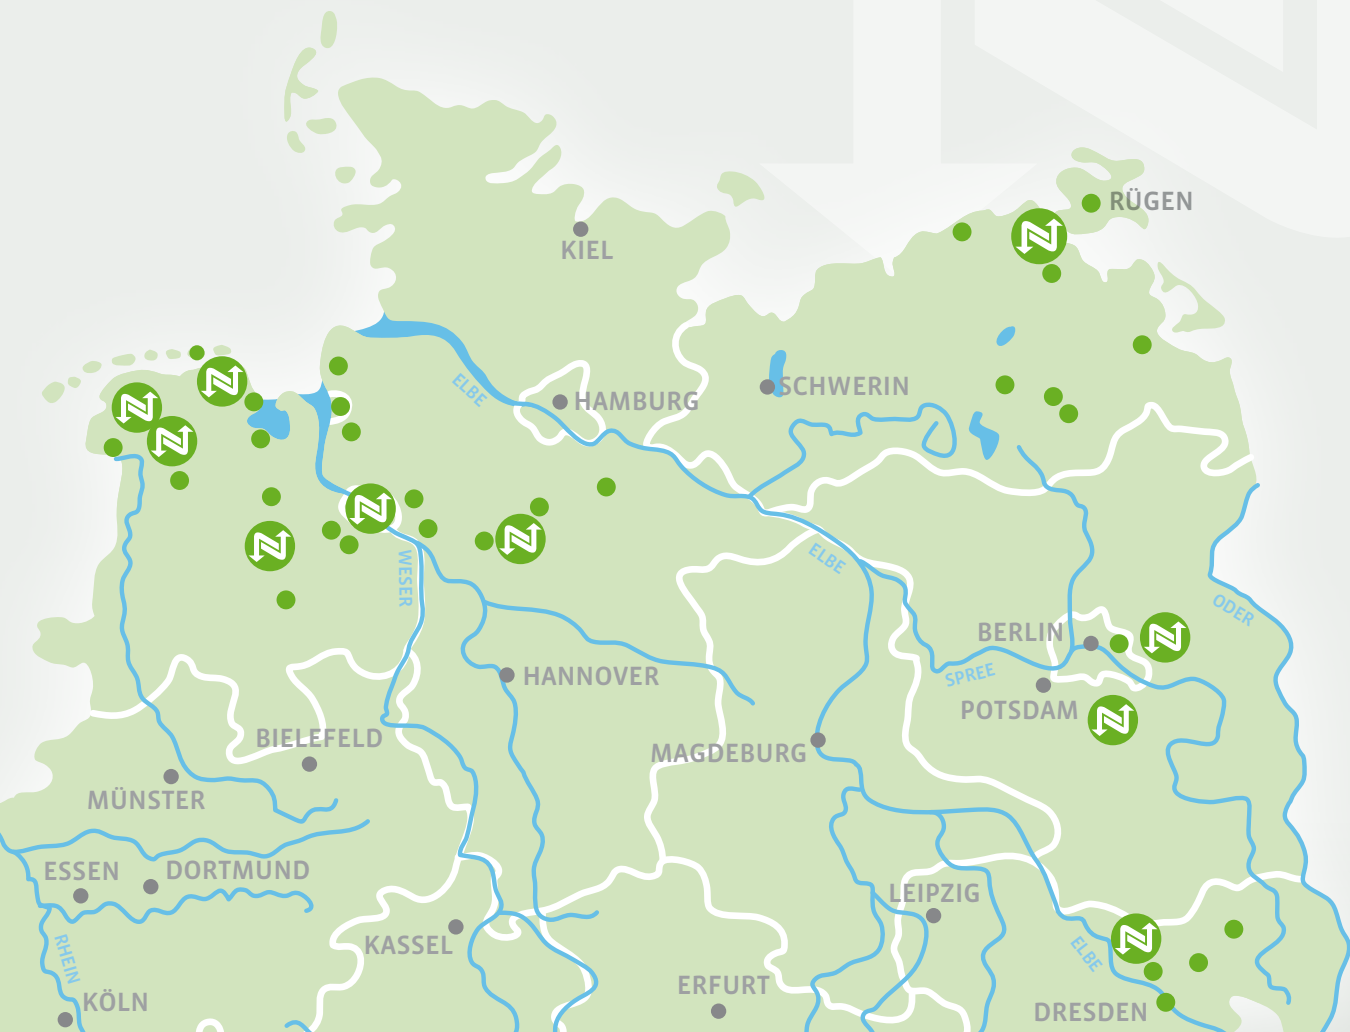 RÜGEN
KIEL
ELBE
HAMBURG
SCHWERIN
WESER
ELBE
ODER
BERLIN
SPREE
HANNOVER
POTSDAM
BIELEFELD
MAGDEBURG
MÜNSTER
ESSEN
DORTMUND
LEIPZIG
RHEIN
KASSEL
ELBE
ERFURT
KÖLN
DRESDEN